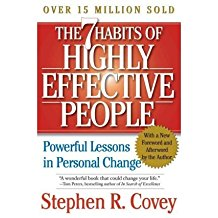 OVER 15 MILLION SOLD
THE 7 HABITS OF
HIGHLY
EFFECTIVE
PEOPLE
Powerful Lessons
in Personal Change
With a New
Foreword and
Afterword by
the Author
"A wonderful book that could change your life."
—Tom Peters, bestselling author of In Search of Excellence
Stephen R. Covey